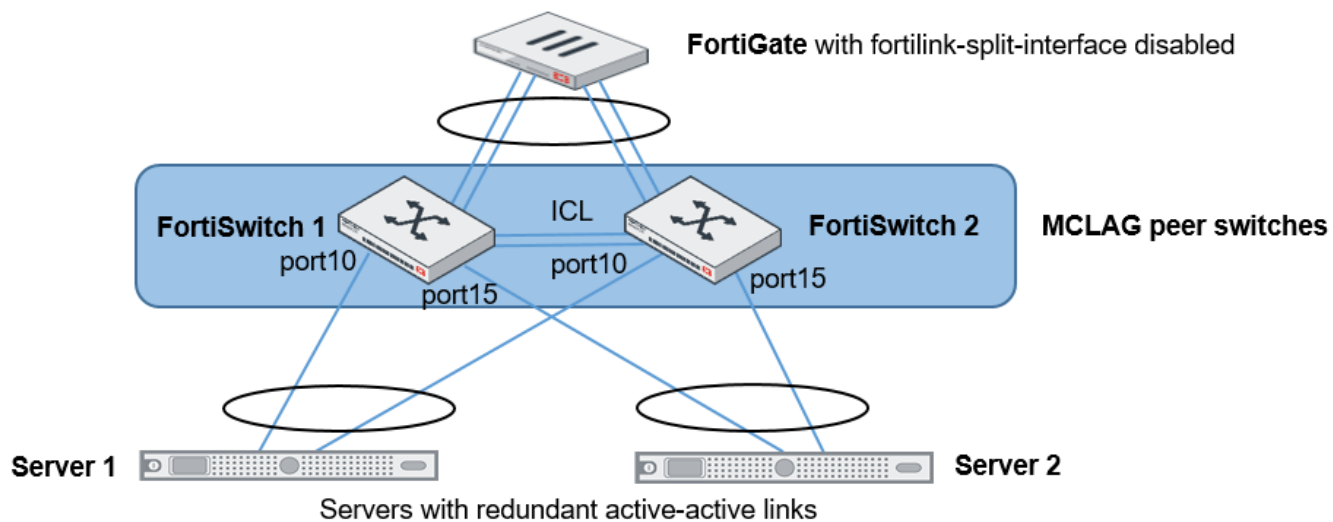 FortiGate with fortilink-split-interface disabled
FortiSwitch 1
ICL
FortiSwitch 2
MCLAG peer switches
port10
port10
port15
port15
Server 1
Server 2
Servers with redundant active-active links